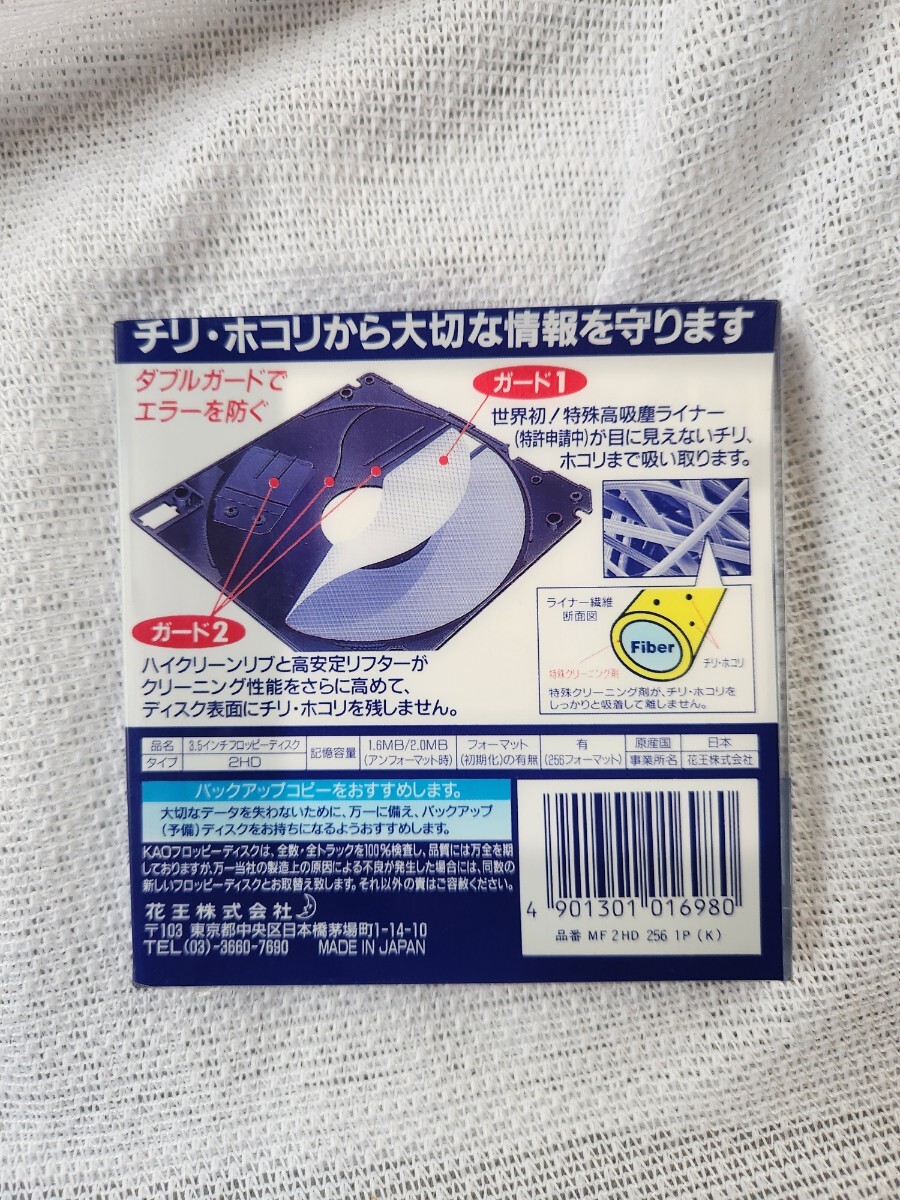 チリ・ホコリから大切な情報を守ります
ダブルガードで
エラーを防ぐ
ガード1
世界初!特殊高吸塵ライナー
(特許申請中)が目に見えないチリ、
ホコリまで吸い取ります。
ライナー繊維
断面図
Fiber
特殊クリーニング剤
チリ・ホコリ
特殊クリーニング剤が、チリ・ホコリを
しっかりと吸着して離しません。
ガード2
ハイクリーンリブと高安定リフターが
クリーニング性能をさらに高めて、
ディスク表面にチリ・ホコリを残しません。
品名 3.5インチフロッピーディスク 記憶容量 1.6MB/2.0MB フォーマット 有 原産国 日本
タイプ 2HD (アンフォーマット時) (初期化)の有無 (256フォーマット) 事業所名 花王株式会社
バックアップコピーをおすすめします。
大切なデータを失わないために、万一に備え、バックアップ
(予備)ディスクをお持ちになるようおすすめします。
KAOフロッピーディスクは、全数・全トラックを100%検査し、品質には万全を期
しておりますが、万一当社の製造上の原因による不良が発生した場合には、同数の
新しいフロッピーディスクとお取替え致します。それ以外の責はご容赦ください。
花王株式会社
〒103 東京都中央区日本橋茅場町1-14-10
TEL(03)-3660-7690 MADE IN JAPAN
4 901301 016980
品番 MF 2HD 256 1P (K)